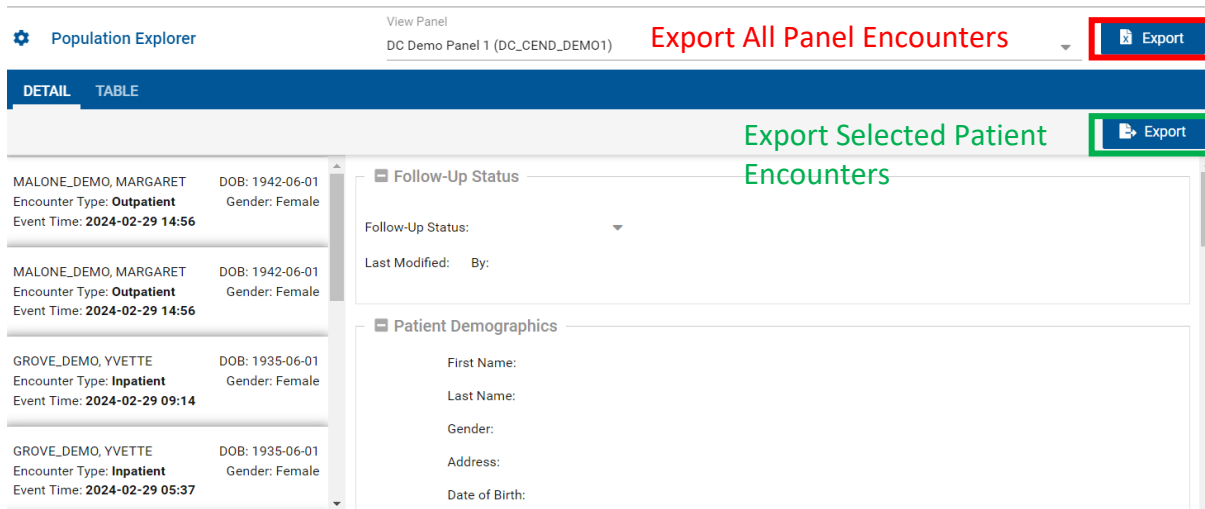 View Panel
Population Explorer
DC Demo Panel 1 (DC_CEND_DEMO1)
Export All Panel Encounters
Export
DETAIL TABLE
Export Selected Patient
Encounters
Export
MALONE_DEMO, MARGARET DOB: 1942-06-01
Encounter Type: Outpatient Gender: Female
Event Time: 2024-02-29 14:56
MALONE_DEMO, MARGARET DOB: 1942-06-01
Encounter Type: Outpatient Gender: Female
Event Time: 2024-02-29 14:56
GROVE_DEMO, YVETTE DOB: 1935-06-01
Encounter Type: Inpatient Gender: Female
Event Time: 2024-02-29 09:14
GROVE_DEMO, YVETTE DOB: 1935-06-01
Encounter Type: Inpatient Gender: Female
Event Time: 2024-02-29 05:37
Follow-Up Status
Follow-Up Status:
Last Modified: By:
Patient Demographics
First Name:
Last Name:
Gender:
Address:
Date of Birth: